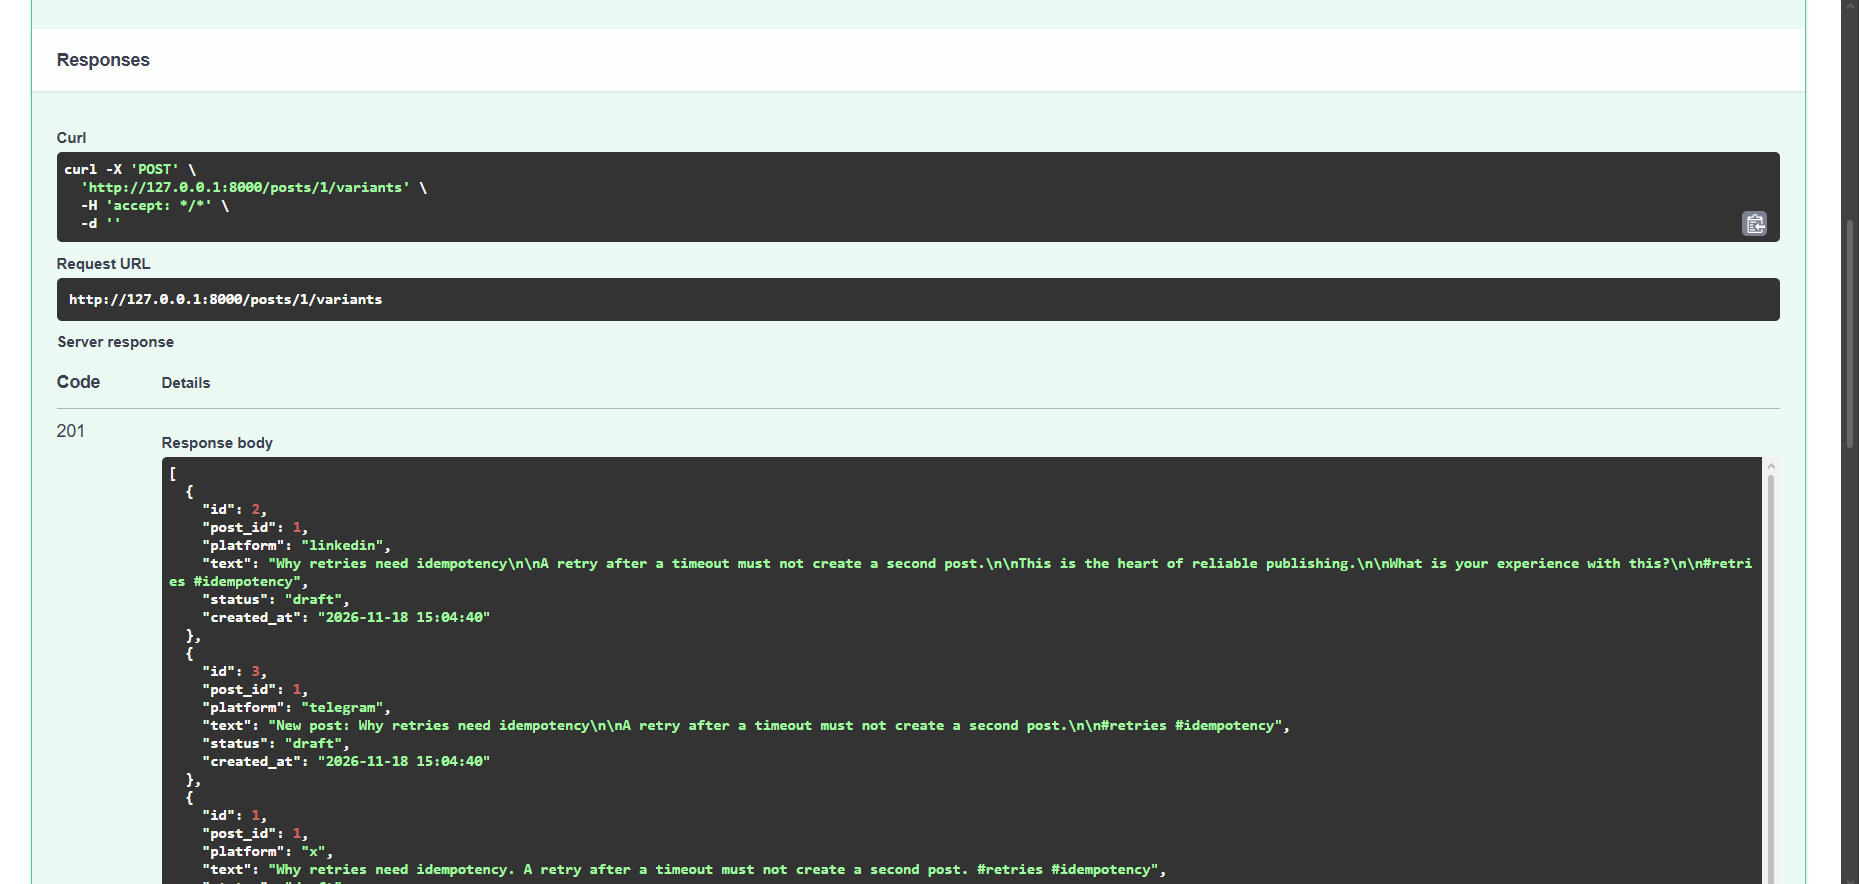 Responses
Curl
curl -X 'POST' \
  'http://127.0.0.1:8000/posts/1/variants' \
  -H 'accept: */*' \
  -d ''
Request URL
http://127.0.0.1:8000/posts/1/variants
Server response
Code Details
201
Response body
[
  {
    "id": 2,
    "post_id": 1,
    "platform": "linkedin",
    "text": "Why retries need idempotency\n\nA retry after a timeout must not create a second post.\n\nThis is the heart of reliable publishing.\n\nWhat is your experience with this?\n\n#retri
es #idempotency",
    "status": "draft",
    "created_at": "2026-11-18 15:04:40"
  },
  {
    "id": 3,
    "post_id": 1,
    "platform": "telegram",
    "text": "New post: Why retries need idempotency\n\nA retry after a timeout must not create a second post.\n\n#retries #idempotency",
    "status": "draft",
    "created_at": "2026-11-18 15:04:40"
  },
  {
    "id": 1,
    "post_id": 1,
    "platform": "x",
    "text": "Why retries need idempotency. A retry after a timeout must not create a second post. #retries #idempotency",